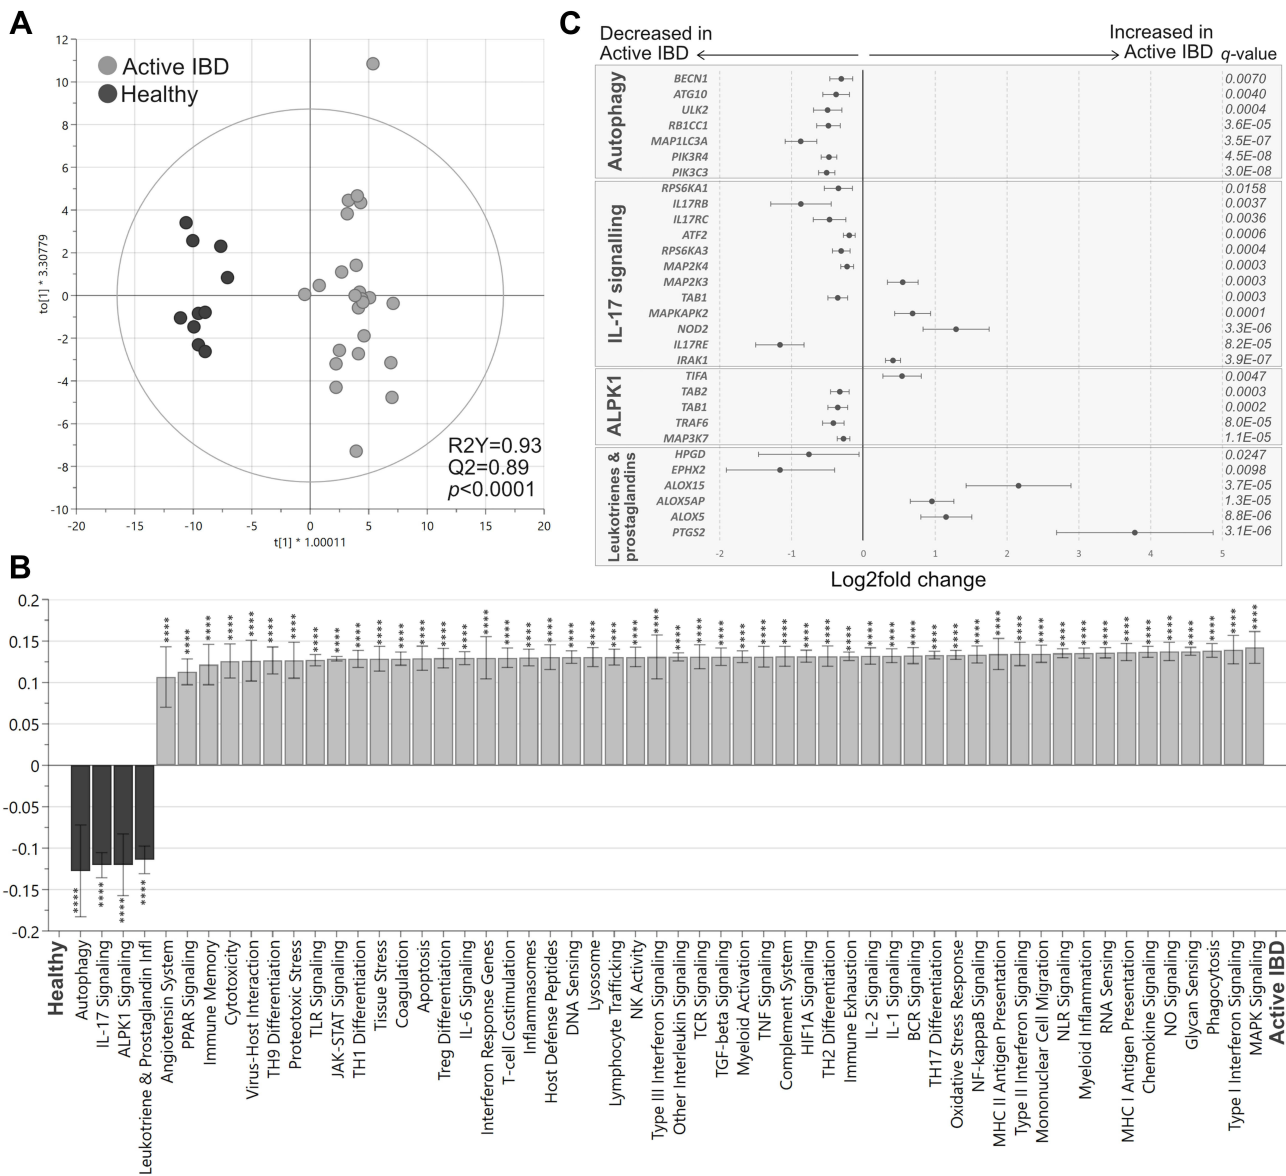 A
12
10
8
6
4
2
0
-2
-4
-6
-8
-10
to[1] * 3.30779
Active IBD
Healthy
R2Y=0.93
Q2=0.89
p<0.0001
-20
-15
-10
-5
0
5
10
15
20
t[1] * 1.00011
C
Decreased in
Active IBD
Increased in
Active IBD
q-value
Autophagy
BECN1 0.0070
ATG10 0.0040
ULK2 0.0004
RB1CC1 3.6E-05
MAP1LC3A 3.5E-07
PIK3R4 4.5E-08
PIK3C3 3.0E-08
IL-17 signalling
RPS6KA1 0.0158
IL17RB 0.0037
IL17RC 0.0036
ATF2 0.0006
RPS6KA3 0.0004
MAP2K4 0.0003
MAP2K3 0.0003
TAB1 0.0003
MAPKAPK2 0.0001
NOD2 3.3E-06
IL17RE 8.2E-05
IRAK1 3.9E-07
ALPK1
TIFA 0.0047
TAB2 0.0003
TAB1 0.0002
TRAF6 8.0E-05
MAP3K7 1.1E-05
Leukotrienes &
prostaglandins
HPGD 0.0247
EPHX2 0.0098
ALOX15 3.7E-05
ALOX5AP 1.3E-05
ALOX5 8.8E-06
PTGS2 3.1E-06
-2
-1
0
1
2
3
4
5
Log2fold change
B
0.2
0.15
0.1
0.05
0
-0.05
-0.1
-0.15
-0.2
Healthy
Autophagy
IL-17 Signaling
ALPK1 Signaling
Leukotriene & Prostaglandin Infl
Angiotensin System
PPAR Signaling
Immune Memory
Cytotoxicity
Virus-Host Interaction
TH9 Differentiation
Proteotoxic Stress
TLR Signaling
JAK-STAT Signaling
TH1 Differentiation
Tissue Stress
Coagulation
Apoptosis
Treg Differentiation
IL-6 Signaling
Interferon Response Genes
T-cell Costimulation
Inflammasomes
Host Defense Peptides
DNA Sensing
Lysosome
Lymphocyte Trafficking
NK Activity
Type III Interferon Signaling
Other Interleukin Signaling
TCR Signaling
TGF-beta Signaling
Myeloid Activation
TNF Signaling
Complement System
HIF1A Signaling
TH2 Differentiation
Immune Exhaustion
IL-2 Signaling
IL-1 Signaling
BCR Signaling
TH17 Differentiation
Oxidative Stress Response
NF-kappaB Signaling
MHC II Antigen Presentation
Type II Interferon Signaling
Mononuclear Cell Migration
NLR Signaling
Myeloid Inflammation
RNA Sensing
MHC I Antigen Presentation
Chemokine Signaling
NO Signaling
Glycan Sensing
Phagocytosis
Type I Interferon Signaling
MAPK Signaling
Active IBD